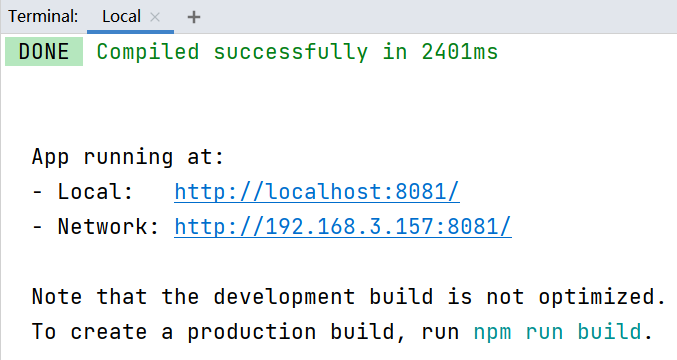 Terminal: Local × +
DONE Compiled successfully in 2401ms
App running at:
- Local: http://localhost:8081/
- Network: http://192.168.3.157:8081/
Note that the development build is not optimized.
To create a production build, run npm run build.